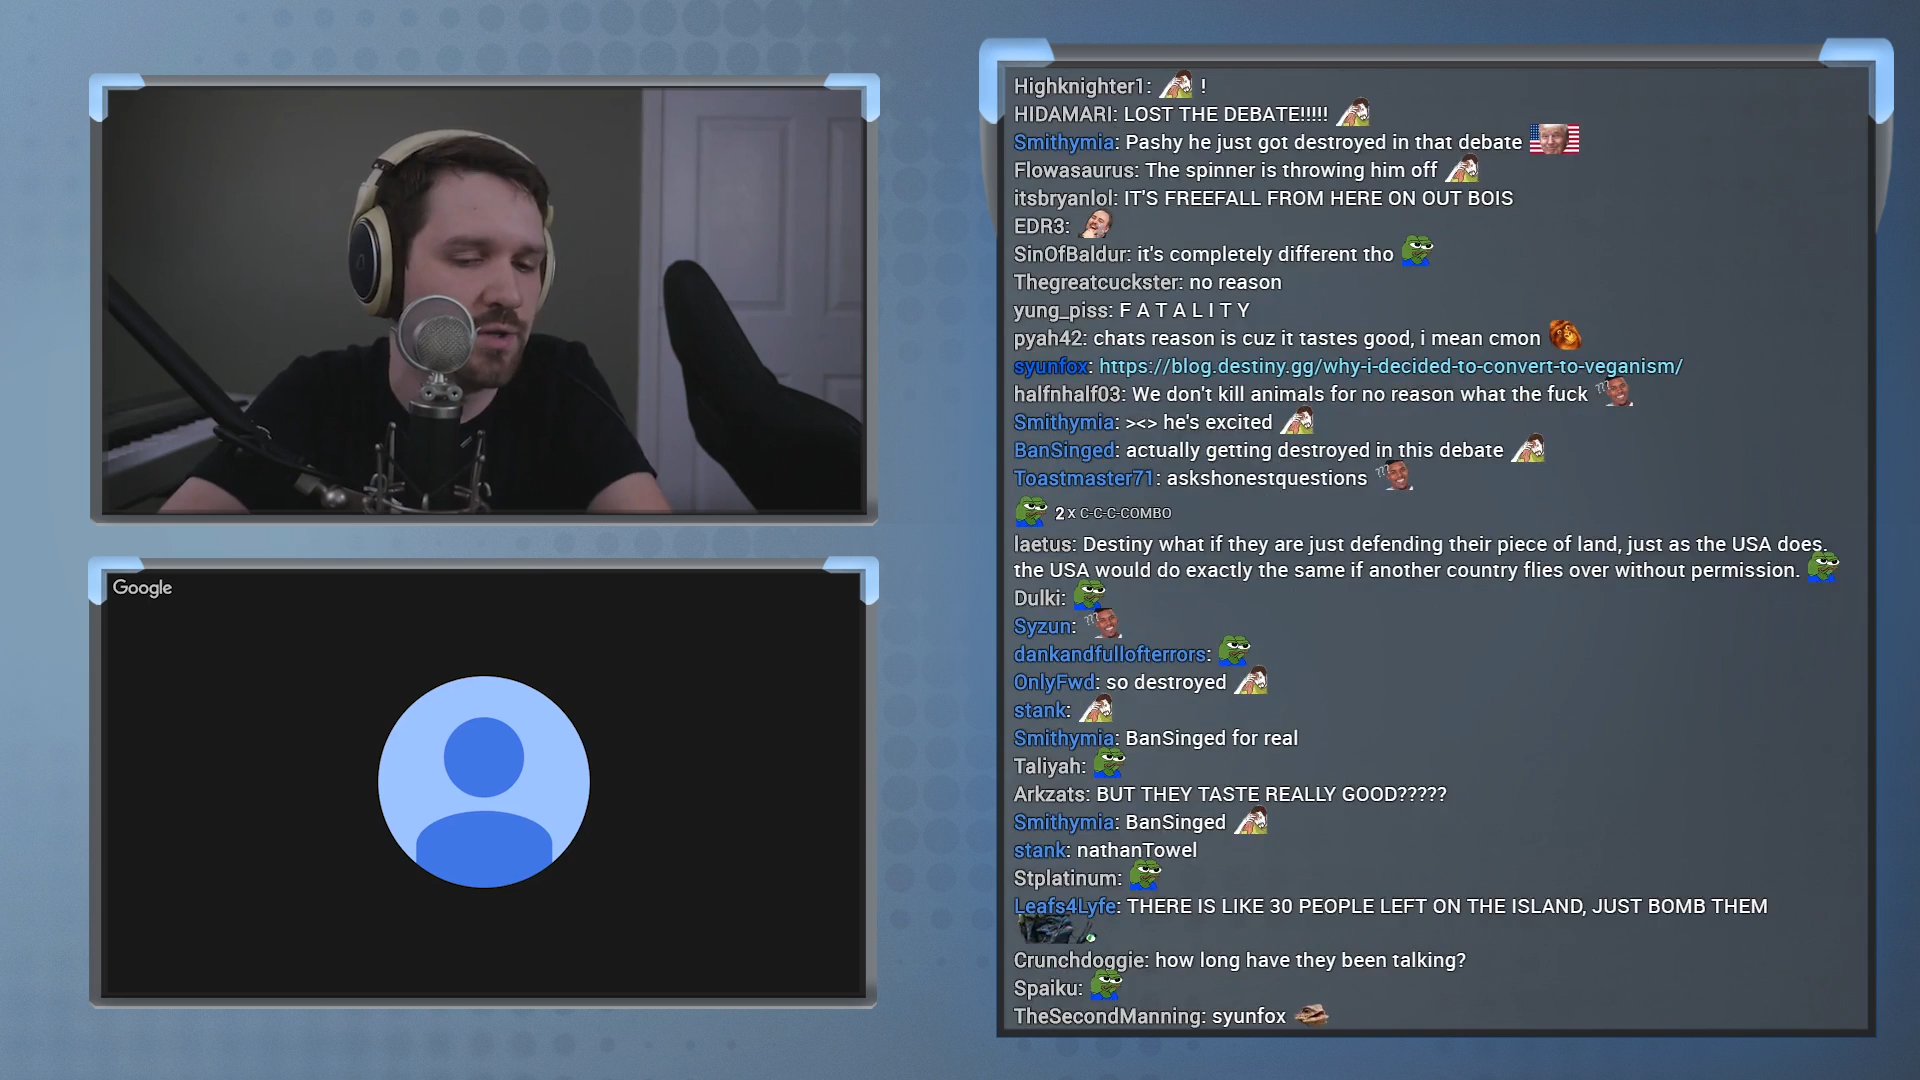 Highknighter1: !
HIDAMARI: LOST THE DEBATE!!!!!
Smithymia: Pashy he just got destroyed in that debate
Flowasaurus: The spinner is throwing him off
itsbryanlol: IT'S FREEFALL FROM HERE ON OUT BOIS
EDR3:
SinOfBaldur: it's completely different tho
Thegreatcuckster: no reason
yung_piss: F A T A L I T Y
pyah42: chats reason is cuz it tastes good, i mean cmon
syunfox: https://blog.destiny.gg/why-i-decided-to-convert-to-veganism/
halfnhalf03: We don't kill animals for no reason what the fuck ???
Smithymia: ><> he's excited
BanSinged: actually getting destroyed in this debate
Toastmaster71: askshonestquestions ???
2 x C-C-C-COMBO
laetus: Destiny what if they are just defending their piece of land, just as the USA does.
the USA would do exactly the same if another country flies over without permission.
Dulki:
Syzun: ???
dankandfullofterrors:
OnlyFwd: so destroyed
stank:
Smithymia: BanSinged for real
Taliyah:
Arkzats: BUT THEY TASTE REALLY GOOD?????
Smithymia: BanSinged
stank: nathanTowel
Stplatinum:
Leafs4Lyfe: THERE IS LIKE 30 PEOPLE LEFT ON THE ISLAND, JUST BOMB THEM
Crunchdoggie: how long have they been talking?
Spaiku:
TheSecondManning: syunfox
Google